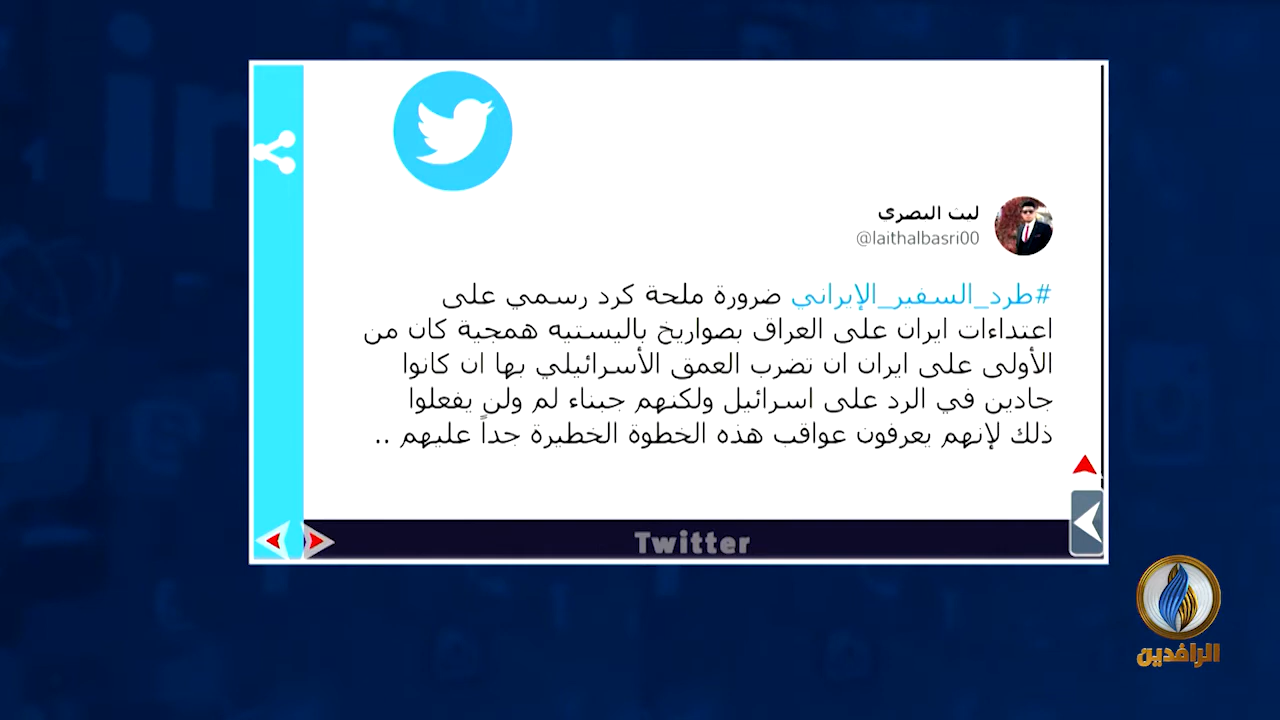 ليث البصري
@laithalbasri00
#طرد_السفير_الإيراني ضرورة ملحة كرد رسمي على
اعتداءات ايران على العراق بصواريخ باليستيه همجية كان من
الأولى على ايران ان تضرب العمق الأسرائيلي بها ان كانوا
جادين في الرد على اسرائيل ولكنهم جبناء لم ولن يفعلوا
ذلك لإنهم يعرفون عواقب هذه الخطوة الخطيرة جداً عليهم ..
Twitter
الرافدين
in